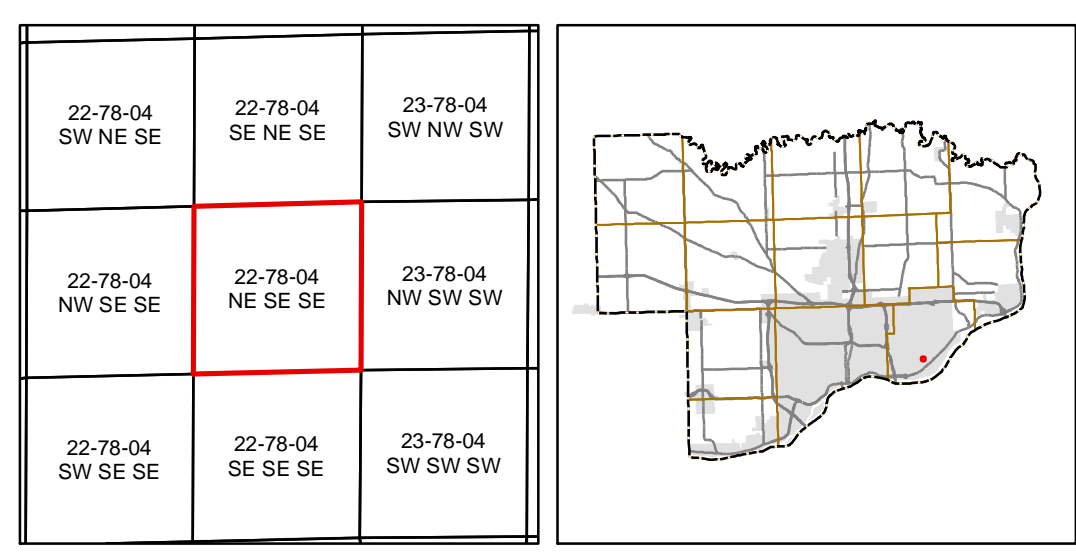 22-78-04
SW NE SE
22-78-04
SE NE SE
23-78-04
SW NW SW
22-78-04
NW SE SE
22-78-04
NE SE SE
23-78-04
NW SW SW
22-78-04
SW SE SE
22-78-04
SE SE SE
23-78-04
SW SW SW